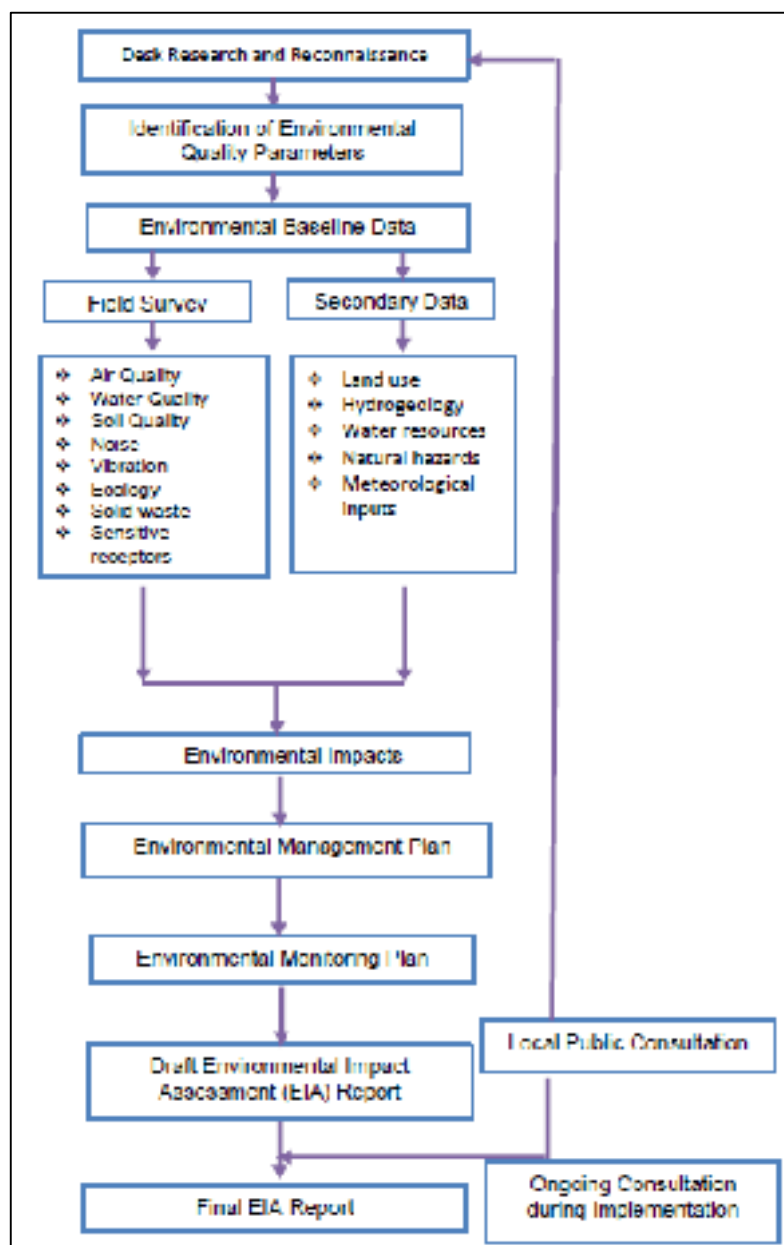 Desk Research and Reconnaissance
Identification of Environmental
Quality Parameters
Environmental Baseline Data
Field Survey
Secondary Data
Air Quality
Water Quality
Soil Quality
Noise
Vibration
Ecology
Solid waste
Sensitive
receptors
Land use
Hydrogeology
Water resources
Natural hazards
Meteorological
Inputs
Environmental Impacts
Environmental Management Plan
Environmental Monitoring Plan
Local Public Consultation
Draft Environmental Impact
Assessment (EIA) Report
Final EIA Report
Ongoing Consultation
during Implementation